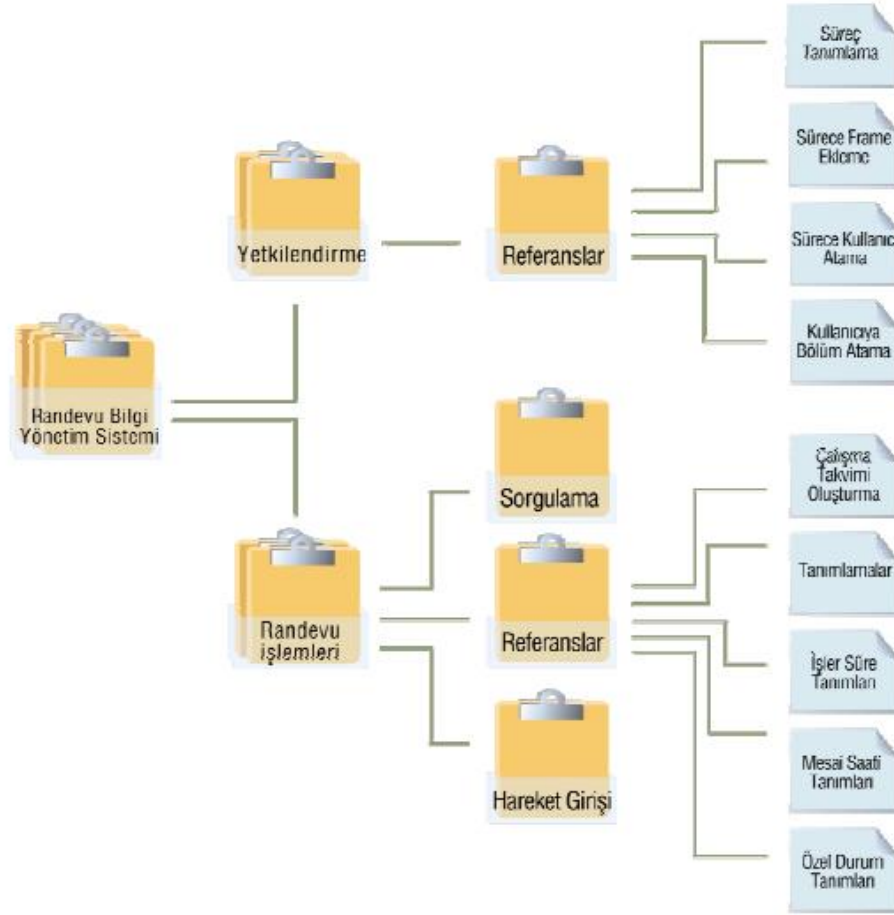 Süreç
Tanımlama
Sürece Frame
Ekleme
Yetkilendirme
Referanslar
Sürece Kullanıc
Atama
Kullanıcıya
Bölüm Atama
Randevu Bilgi
Yönetim Sistemi
Sorgulama
Çalışma
Takvimi
Oluşturma
Tanımlamalar
Randevu
işlemleri
Referanslar
İşler Süre
Tanımları
Hareket Girişi
Mesai Saati
Tanımları
Özel Durum
Tanımları